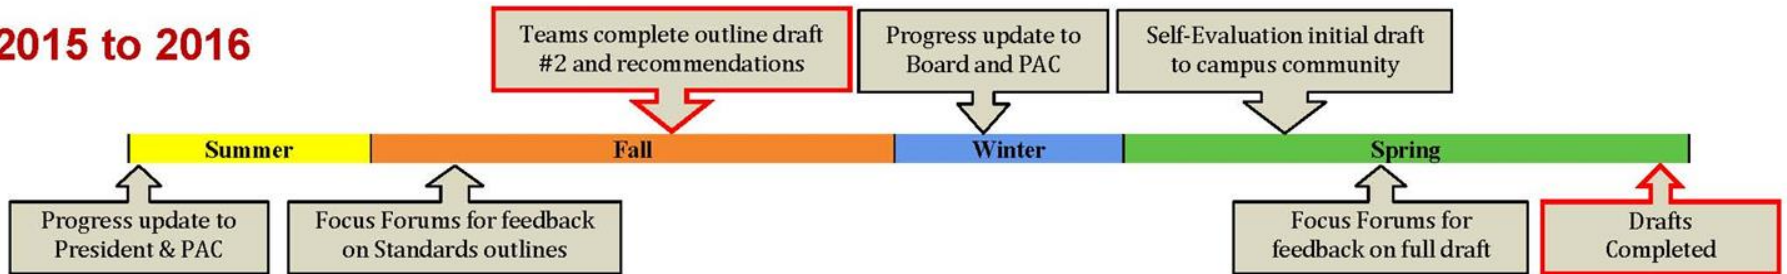 2015 to 2016
Teams complete outline draft
#2 and recommendations
Progress update to
Board and PAC
Self-Evaluation initial draft
to campus community
Summer
Fall
Winter
Spring
Progress update to
President & PAC
Focus Forums for feedback
on Standards outlines
Focus Forums for
feedback on full draft
Drafts
Completed